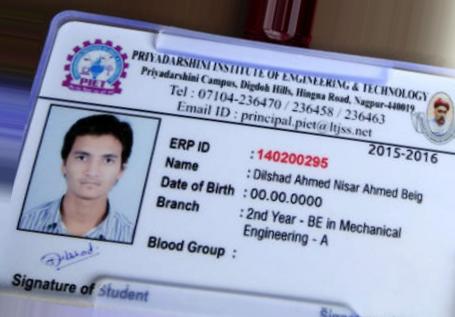 PIET
PRIYADARSHINI INSTITUTE OF ENGINEERING & TECHNOLOGY
Priyadarshini Campus, Digdoh Hills, Hingna Road, Nagpur-440019
Tel : 07104-236470 / 236458 / 236463
Email ID : principal.piet@ltjss.net
2015-2016
ERP ID : 140200295
Name : Dilshad Ahmed Nisar Ahmed Beig
Date of Birth : 00.00.0000
Branch : 2nd Year - BE in Mechanical
Engineering - A
Blood Group :
Dilshad
Signature of Student